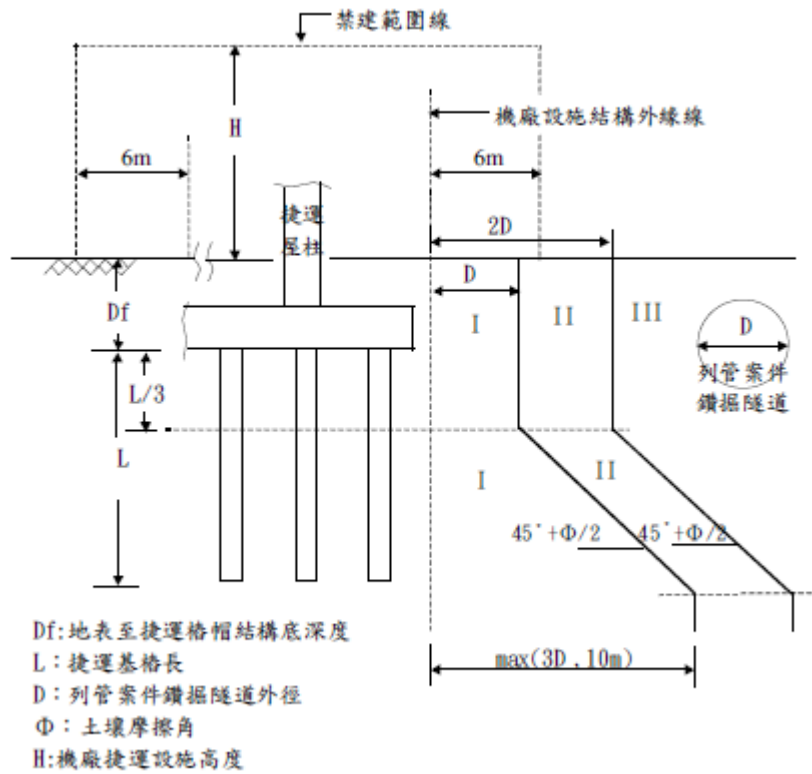 禁建範圍線
機廠設施結構外緣線
H
6m
6m
捷運
屋柱
2D
Df
D
I
II
III
D
列管案件
鑽掘隧道
L/3
L
I
II
45°+Φ/2
45°+Φ/2
max(3D,10m)
Df:地表至捷運樁帽結構底深度
L：捷運基樁長
D：列管案件鑽掘隧道外徑
Φ：土壤摩擦角
H:機廠捷運設施高度